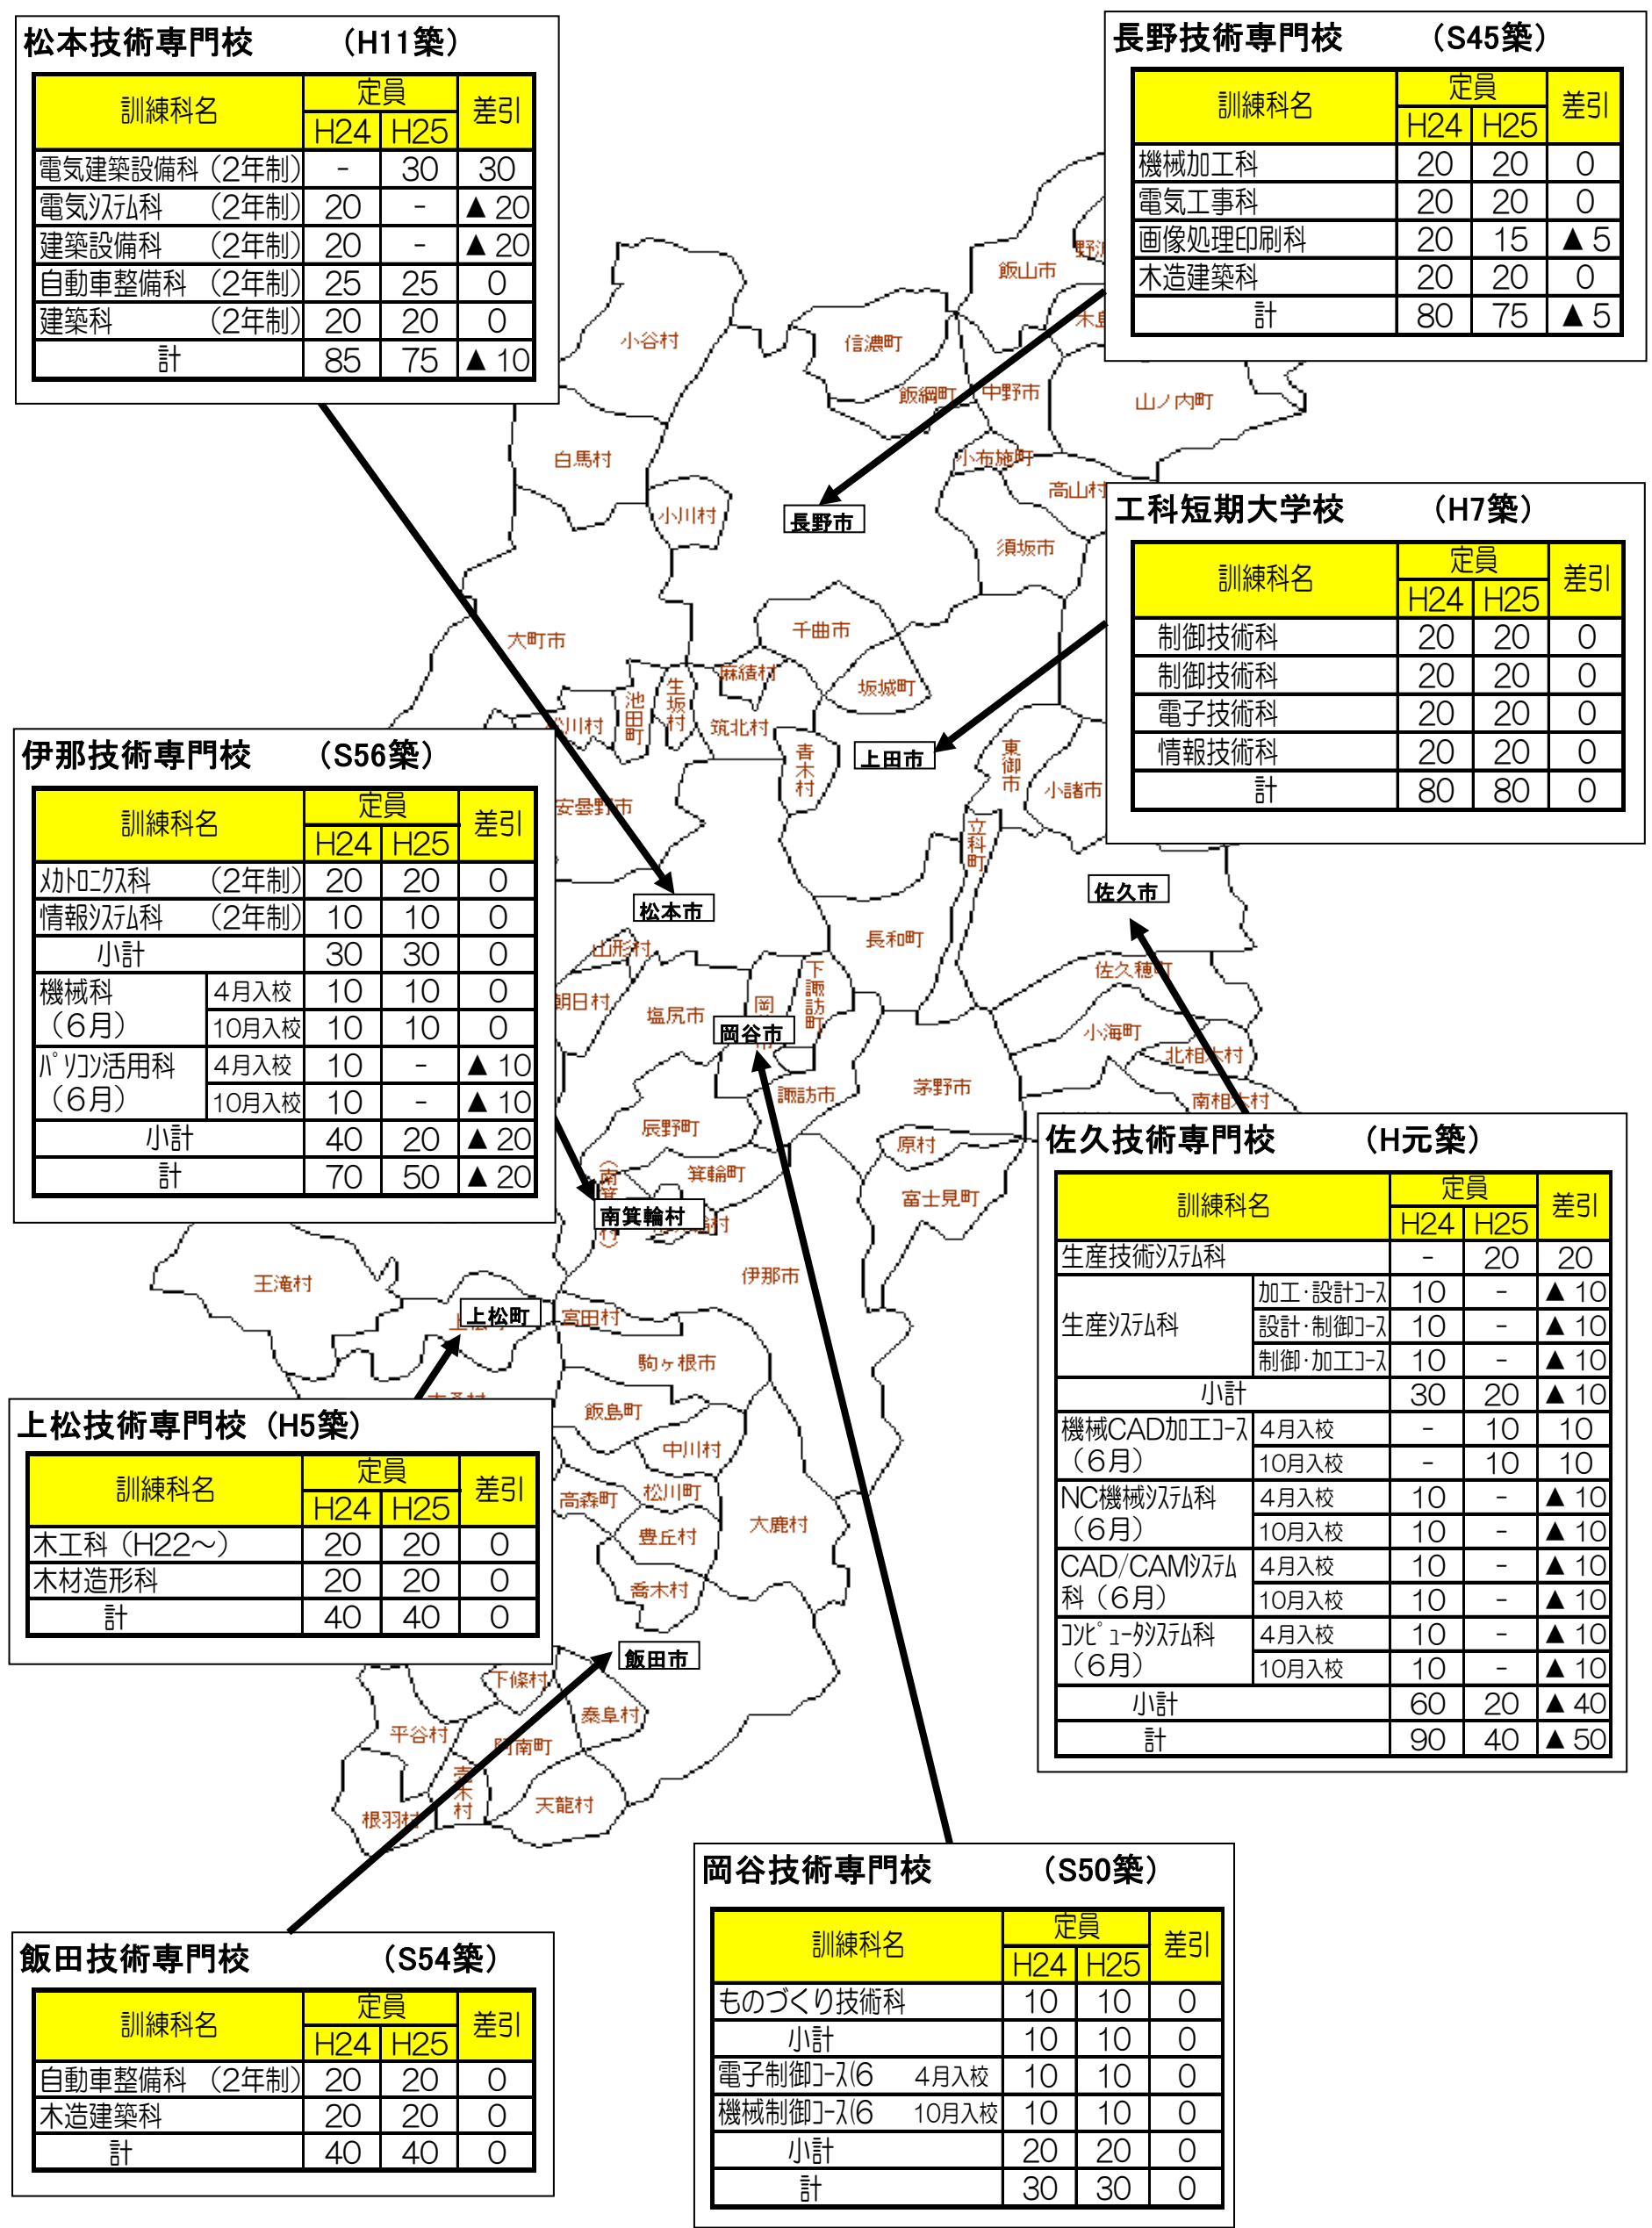 松本技術専門校 （H11築）
訓練科名 定員 差引
H24 H25
電気建築設備科（2年制） - 30 30
電気ｼｽﾃﾑ科 （2年制） 20 - ▲ 20
建築設備科 （2年制） 20 - ▲ 20
自動車整備科 （2年制） 25 25 0
建築科 （2年制） 20 20 0
計 85 75 ▲ 10
長野技術専門校 （S45築）
訓練科名 定員 差引
H24 H25
機械加工科 20 20 0
電気工事科 20 20 0
画像処理印刷科 20 15 ▲ 5
木造建築科 20 20 0
計 80 75 ▲ 5
工科短期大学校 （H7築）
訓練科名 定員 差引
H24 H25
制御技術科 20 20 0
制御技術科 20 20 0
電子技術科 20 20 0
情報技術科 20 20 0
計 80 80 0
伊那技術専門校 （S56築）
訓練科名 定員 差引
H24 H25
ﾒｶﾄﾛﾆｸｽ科 （2年制） 20 20 0
情報ｼｽﾃﾑ科 （2年制） 10 10 0
小計 30 30 0
機械科 （6月） 4月入校 10 10 0
10月入校 10 10 0
ﾊﾟｿｺﾝ活用科 （6月） 4月入校 10 - ▲ 10
10月入校 10 - ▲ 10
小計 40 20 ▲ 20
計 70 50 ▲ 20
佐久技術専門校 （H元築）
訓練科名 定員 差引
H24 H25
生産技術ｼｽﾃﾑ科 - 20 20
生産ｼｽﾃﾑ科 加工・設計ｺｰｽ 10 - ▲ 10
設計・制御ｺｰｽ 10 - ▲ 10
制御・加工ｺｰｽ 10 - ▲ 10
小計 30 20 ▲ 10
機械CAD加工ｺｰｽ （6月） 4月入校 - 10 10
10月入校 - 10 10
NC機械ｼｽﾃﾑ科 （6月） 4月入校 10 - ▲ 10
10月入校 10 - ▲ 10
CAD/CAMｼｽﾃﾑ 科（6月） 4月入校 10 - ▲ 10
10月入校 10 - ▲ 10
ｺﾝﾋﾟｭｰﾀｼｽﾃﾑ科 （6月） 4月入校 10 - ▲ 10
10月入校 10 - ▲ 10
小計 60 20 ▲ 40
計 90 40 ▲ 50
上松技術専門校 （H5築）
訓練科名 定員 差引
H24 H25
木工科（H22～） 20 20 0
木材造形科 20 20 0
計 40 40 0
飯田技術専門校 （S54築）
訓練科名 定員 差引
H24 H25
自動車整備科 （2年制） 20 20 0
木造建築科 20 20 0
計 40 40 0
岡谷技術専門校 （S50築）
訓練科名 定員 差引
H24 H25
ものづくり技術科 10 10 0
小計 10 10 0
電子制御ｺｰｽ(6 4月入校 10 10 0
機械制御ｺｰｽ(6 10月入校 10 10 0
小計 20 20 0
計 30 30 0
飯山市
小谷村
信濃町
飯綱町
中野市
山ノ内町
白馬村
小布施町
高山村
小川村
長野市
須坂市
千曲市
大町市
麻績村
坂城町
生坂村
池田町
川村
筑北村
青木村
上田市
東御市
小諸市
安曇野市
立科町
佐久市
松本市
長和町
山形村
佐久穂町
朝日村
塩尻市
下諏訪町
岡谷市
小海町
北相木村
諏訪市
茅野市
南相木村
辰野町
原村
箕輪町
富士見町
南箕輪村
伊那市
王滝村
上松町
宮田村
駒ヶ根市
飯島町
中川村
高森町
松川町
大鹿村
豊丘村
喬木村
飯田市
下條村
泰阜村
平谷村
阿南町
売木村
天龍村
根羽村